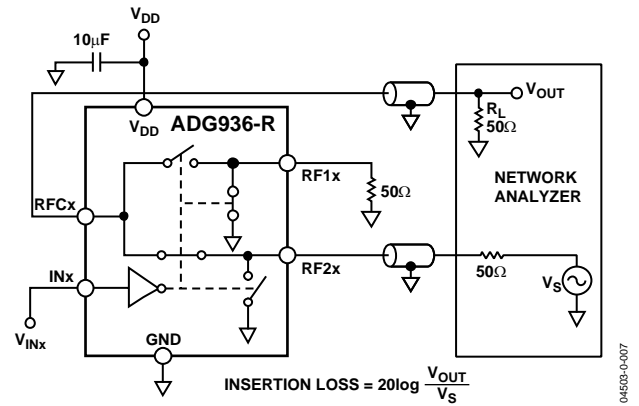 VDD
10μF
VDD
ADG936-R
VOUT
RL
50Ω
NETWORK
ANALYZER
RF1x
50Ω
RFCx
RF2x
50Ω
VS
INx
VINx
GND
INSERTION LOSS = 20log VOUT
VS
04503-0-007